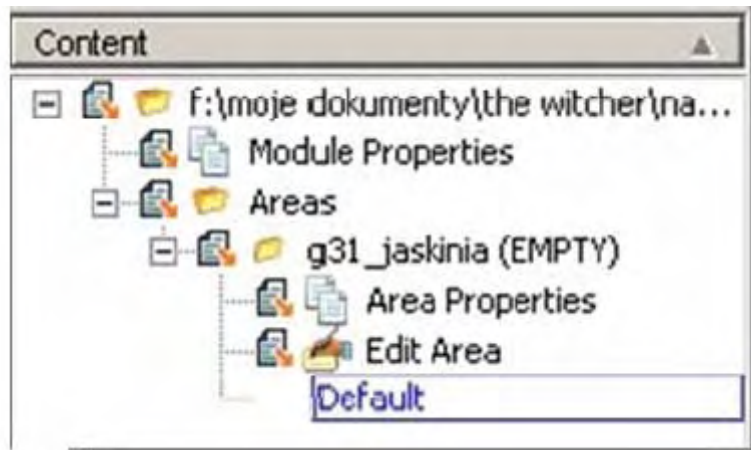 Content
f:\moje dokumenty\the witcher\na...
Module Properties
Areas
g31_jaskinia (EMPTY)
Area Properties
Edit Area
Default